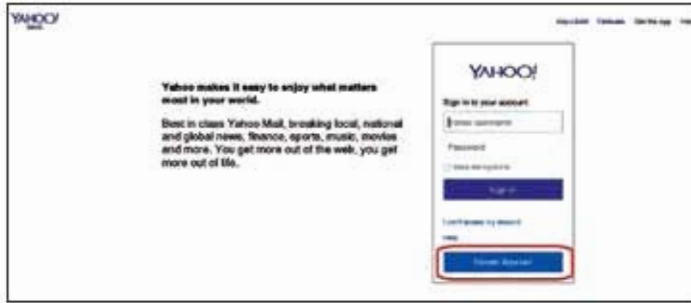 YAHOO!
YAHOO!
Yahoo makes it easy to enjoy what matters
most in your world.
Sign in to your account
Best in class Yahoo Mail, breaking local, national
and global news, finance, sports, music, movies
and more. You get more out of the web, you get
more out of life.
Password
Sign in
Create Account